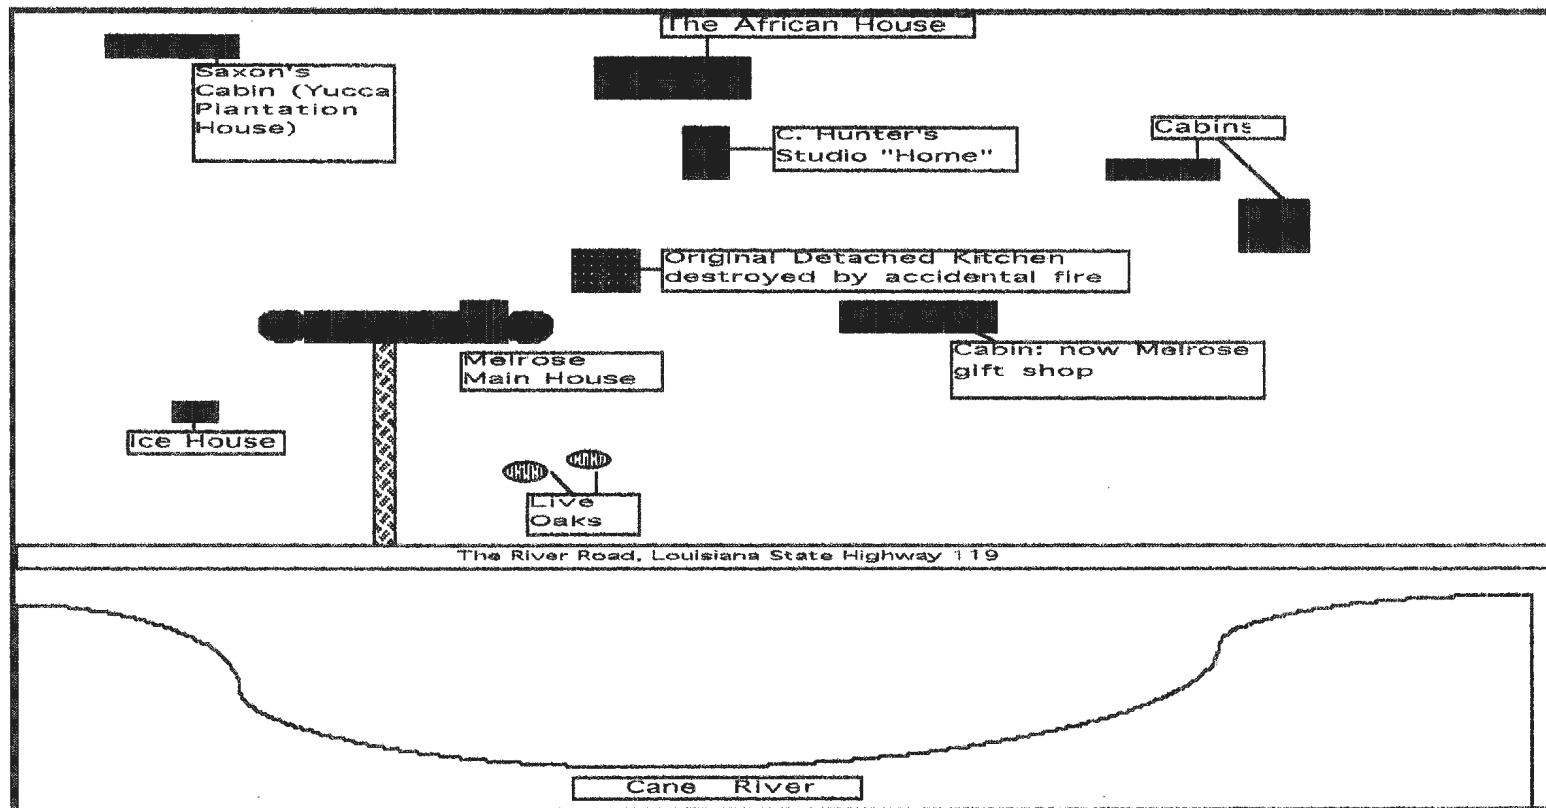 The African House
Saxon's
Cabin (Yucca
Plantation
House)
C. Hunter's
Studio "Home"
Cabins
Original Detached Kitchen
destroyed by accidental fire
Melrose
Main House
Cabin: now Melrose
gift shop
Ice House
Live
Oaks
The River Road, Louisiana State Highway 119
Cane River